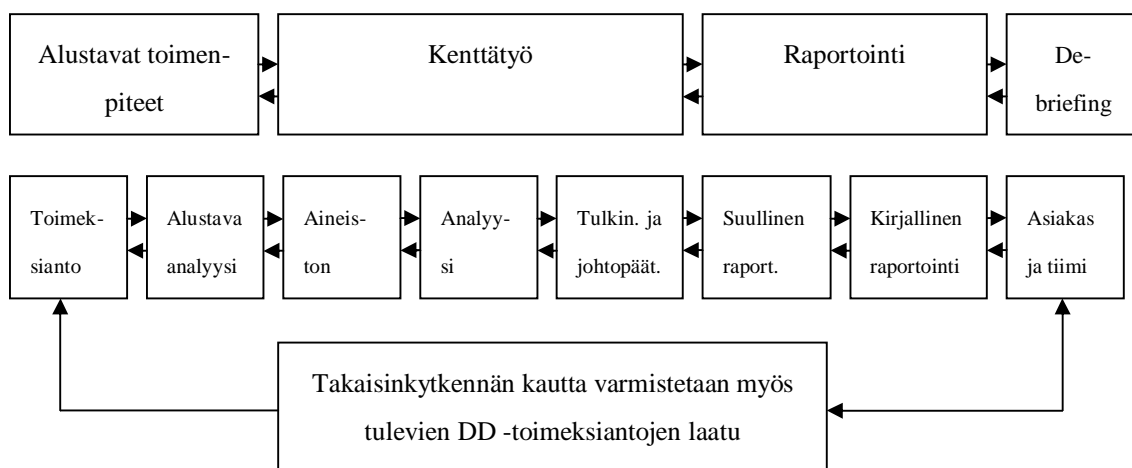 Alustavat toimen-
piteet
Kenttätyö
Raportointi
De-
briefing
Toimek-
sianto
Alustava
analyysi
Aineis-
ton
Analyy-
si
Tulkin. ja
johtopäät.
Suullinen
raport.
Kirjallinen
raportointi
Asiakas
ja tiimi
Takaisinkytkennän kautta varmistetaan myös
tulevien DD -toimeksiantojen laatu